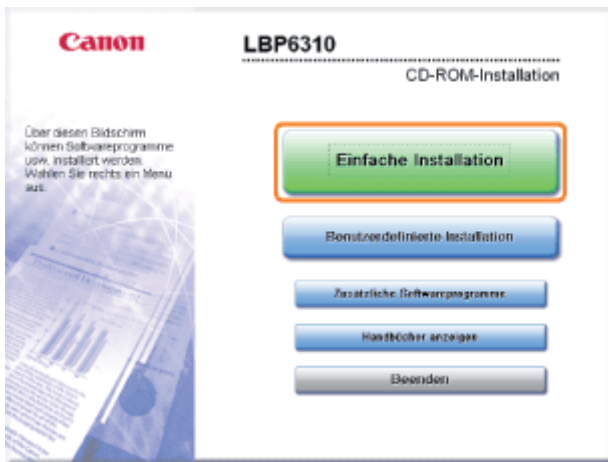 Canon
LBP6310
CD-ROM-Installation
Über diesen Bildschirm
können Softwareprogramme
usw. installiert werden.
Wählen Sie rechts ein Menü
aus.
Einfache Installation
Benutzerdefinierte Installation
Zusätzliche Softwareprogramme
Handbücher anzeigen
Beenden